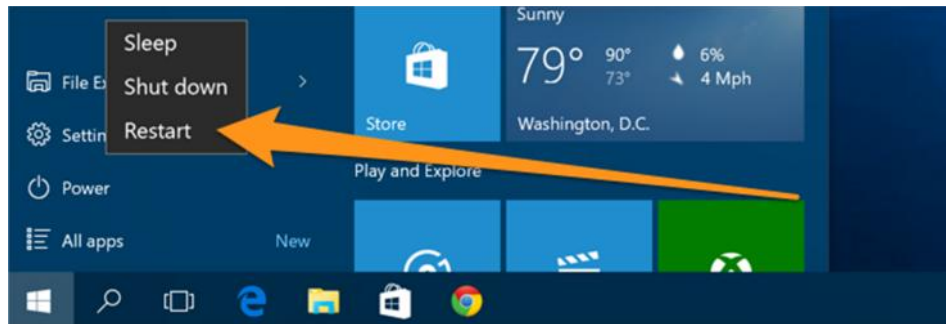 Sleep
Shut down
Restart
File Ex
Settin
Power
All apps
New
Store
Sunny
79°
90°
73°
6%
4 Mph
Washington, D.C.
Play and Explore